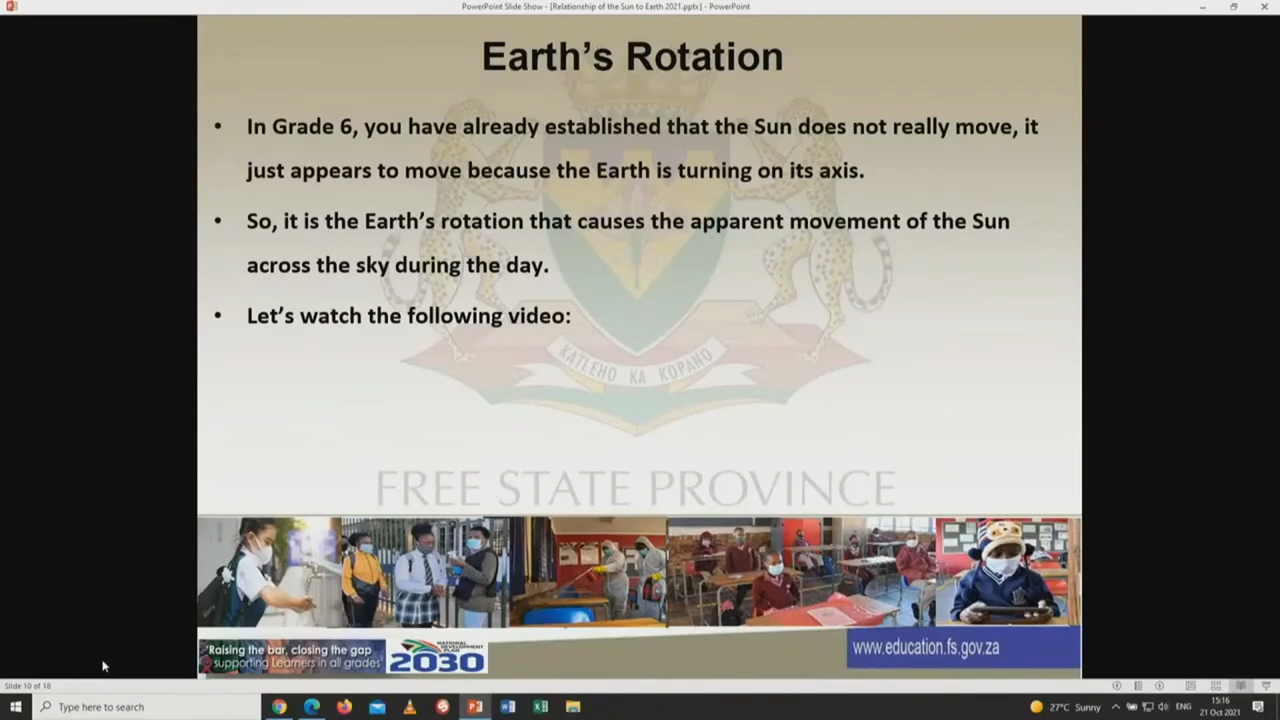 PowerPoint Slide Show - [Relationship of the Sun to Earth 2021.pptx] - PowerPoint
Earth's Rotation
• In Grade 6, you have already established that the Sun does not really move, it
just appears to move because the Earth is turning on its axis.
• So, it is the Earth's rotation that causes the apparent movement of the Sun
across the sky during the day.
• Let's watch the following video:
KATLEHO KA KOPANO
FREE STATE PROVINCE
'Raising the bar, closing the gap
supporting Learners in all grades'
NATIONAL
DEVELOPMENT
PLAN
2030
www.education.fs.gov.za
Slide 10 of 18
Type here to search
27°C Sunny
ENG
15:16
21 Oct 2021